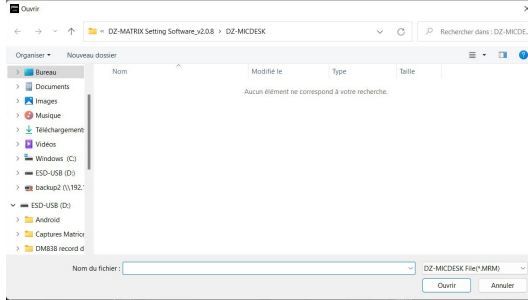 Ouvrir
« DZ-MATRIX Setting Software_v2.0.8 › DZ-MICDESK
Rechercher dans : DZ-MICDE...
Organiser
Nouveau dossier
Bureau
Documents
Images
Musique
Téléchargement
Vidéos
Windows (C:)
ESD-USB (D:)
backup2 (\\192.1
ESD-USB (D:)
Android
Captures Matrice
DM838 record d
Nom
Modifié le
Type
Taille
Aucun élément ne correspond à votre recherche.
Nom du fichier :
DZ-MICDESK File(*.MRM)
Ouvrir
Annuler